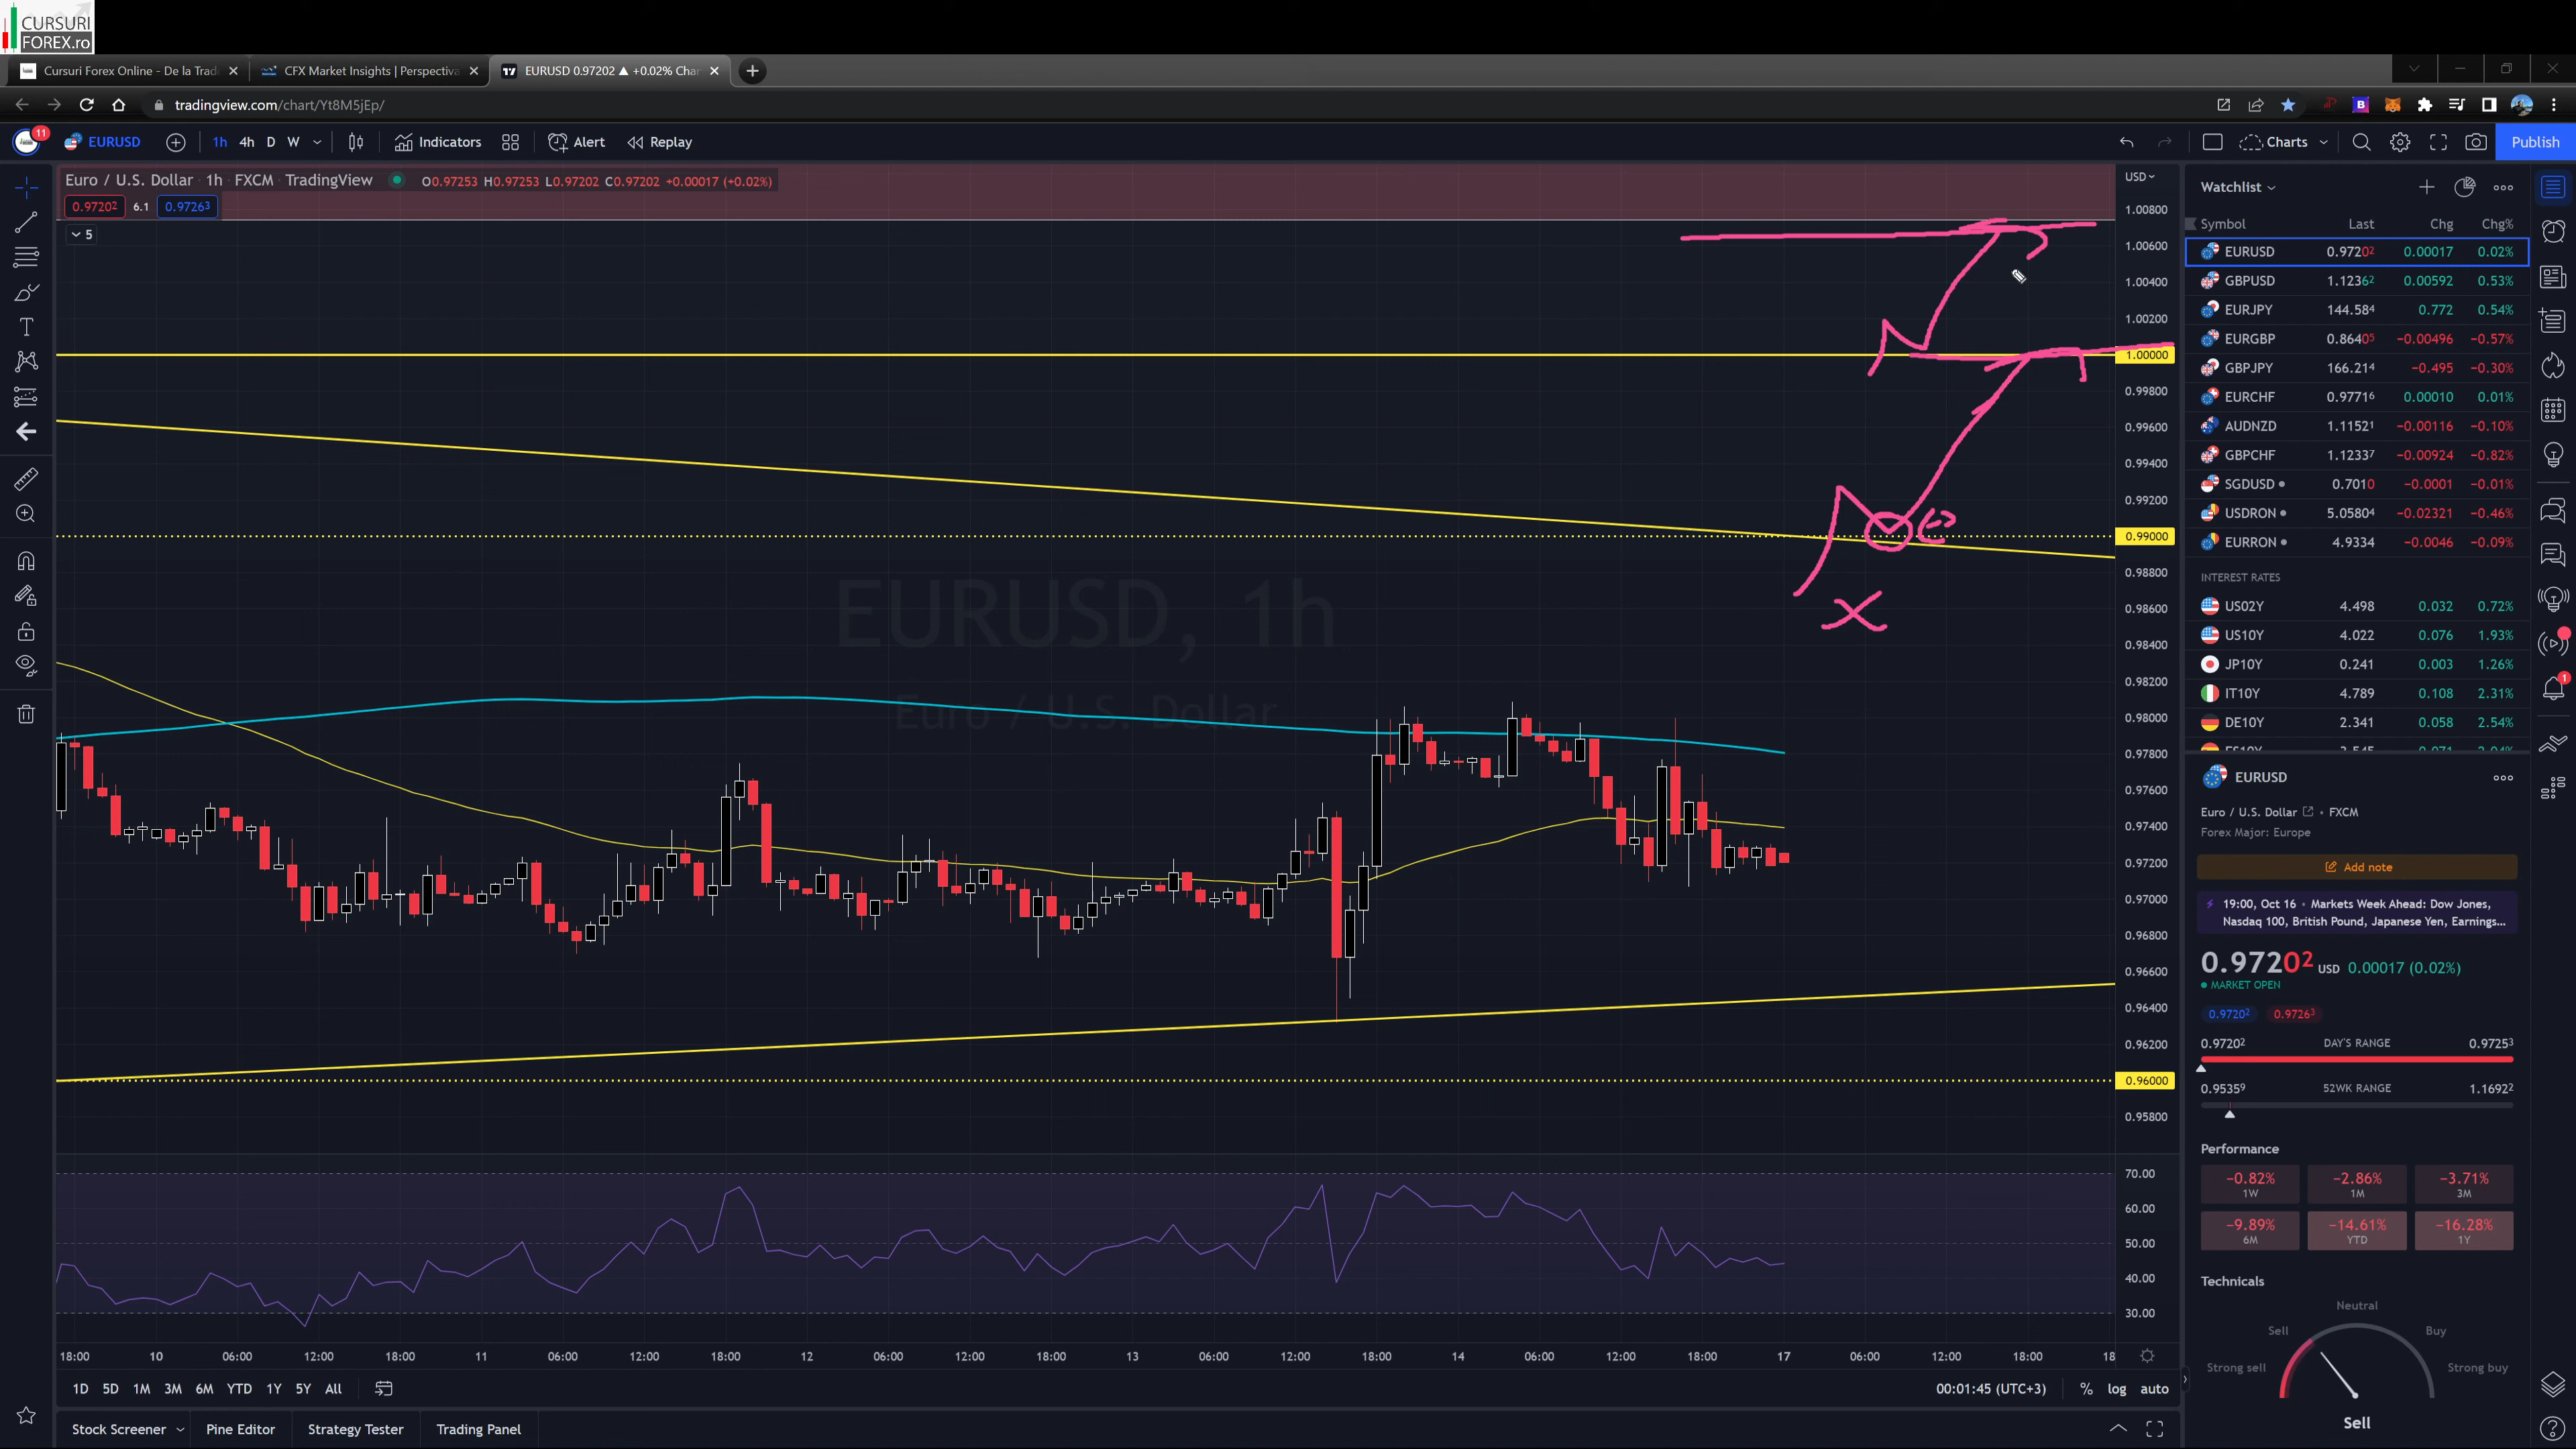 CURSURI
FOREX.ro
Cursuri Forex Online - De la Trad
CFX Market Insights | Perspectiva
EURUSD 0.97202 ▲ +0.02% Char
tradingview.com/chart/Yt8M5jEp/
11
EURUSD
1h 4h D W
Indicators
Alert
Replay
Charts
Publish
Euro / U.S. Dollar · 1h · FXCM · TradingView
O0.97253 H0.97253 L0.97202 C0.97202 +0.00017 (+0.02%)
0.97202 6.1 0.97263
5
EURUSD, 1h
Euro / U.S. Dollar
X
USD
1.00800
1.00600
1.00400
1.00200
1.00000
0.99800
0.99600
0.99400
0.99200
0.99000
0.98800
0.98600
0.98400
0.98200
0.98000
0.97800
0.97600
0.97400
0.97200
0.97000
0.96800
0.96600
0.96400
0.96200
0.96000
0.95800
70.00
60.00
50.00
40.00
30.00
18:00 10 06:00 12:00 18:00 11 06:00 12:00 18:00 12 06:00 12:00 18:00 13 06:00 12:00 18:00 14 06:00 12:00 18:00 17 06:00 12:00 18:00 18
1D 5D 1M 3M 6M YTD 1Y 5Y All
00:01:45 (UTC+3) % log auto
Stock Screener Pine Editor Strategy Tester Trading Panel
Watchlist
Symbol Last Chg Chg%
EURUSD 0.97202 0.00017 0.02%
GBPUSD 1.12362 0.00592 0.53%
EURJPY 144.584 0.772 0.54%
EURGBP 0.86405 −0.00496 −0.57%
GBPJPY 166.214 −0.495 −0.30%
EURCHF 0.97716 0.00010 0.01%
AUDNZD 1.11521 −0.00116 −0.10%
GBPCHF 1.12337 −0.00924 −0.82%
SGDUSD 0.7010 −0.0001 −0.01%
USDRON 5.05804 −0.02321 −0.46%
EURRON 4.9334 −0.0046 −0.09%
INTEREST RATES
US02Y 4.498 0.032 0.72%
US10Y 4.022 0.076 1.93%
JP10Y 0.241 0.003 1.26%
IT10Y 4.789 0.108 2.31%
DE10Y 2.341 0.058 2.54%
EURUSD
Euro / U.S. Dollar • FXCM
Forex Major: Europe
Add note
19:00, Oct 16 • Markets Week Ahead: Dow Jones,
Nasdaq 100, British Pound, Japanese Yen, Earnings...
0.97202 USD 0.00017 (0.02%)
MARKET OPEN
0.97202 0.97263
0.97202 DAY'S RANGE 0.97253
0.95359 52WK RANGE 1.16922
Performance
−0.82% −2.86% −3.71%
1W 1M 3M
−9.89% −14.61% −16.28%
6M YTD 1Y
Technicals
Neutral
Sell Buy
Strong sell Strong buy
Sell
1